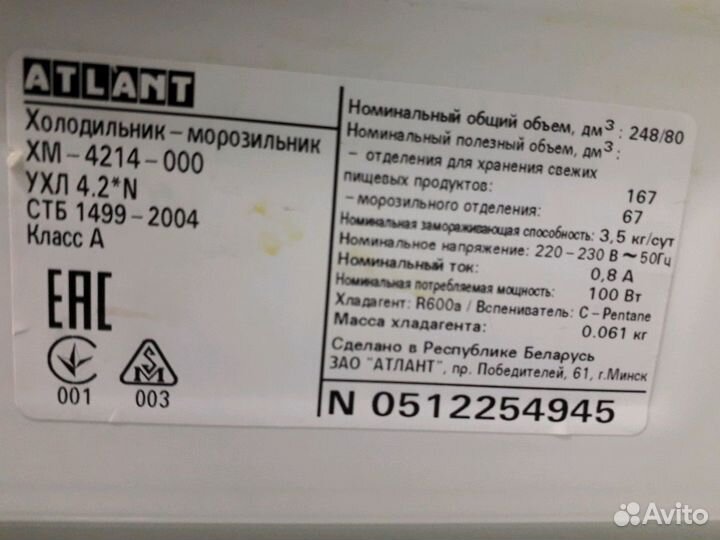 ATLANT
Холодильник – морозильник
ХМ – 4214 – 000
УХЛ 4.2*N
СТБ 1499 – 2004
Класс А
ЕАС
001
003
Номинальный общий объем, дм³ : 248/80
Номинальный полезный объем, дм³ :
– отделения для хранения свежих
пищевых продуктов: 167
– морозильного отделения: 67
Номинальная замораживающая способность: 3,5 кг/сут
Номинальное напряжение: 220 – 230 В ~ 50Гц
Номинальный ток: 0,8 А
Номинальная потребляемая мощность: 100 Вт
Хладагент: R600a / Вспениватель: C – Pentane
Масса хладагента: 0.061 кг
Сделано в Республике Беларусь
ЗАО "АТЛАНТ", пр. Победителей, 61, г.Минск
N 0512254945
Avito